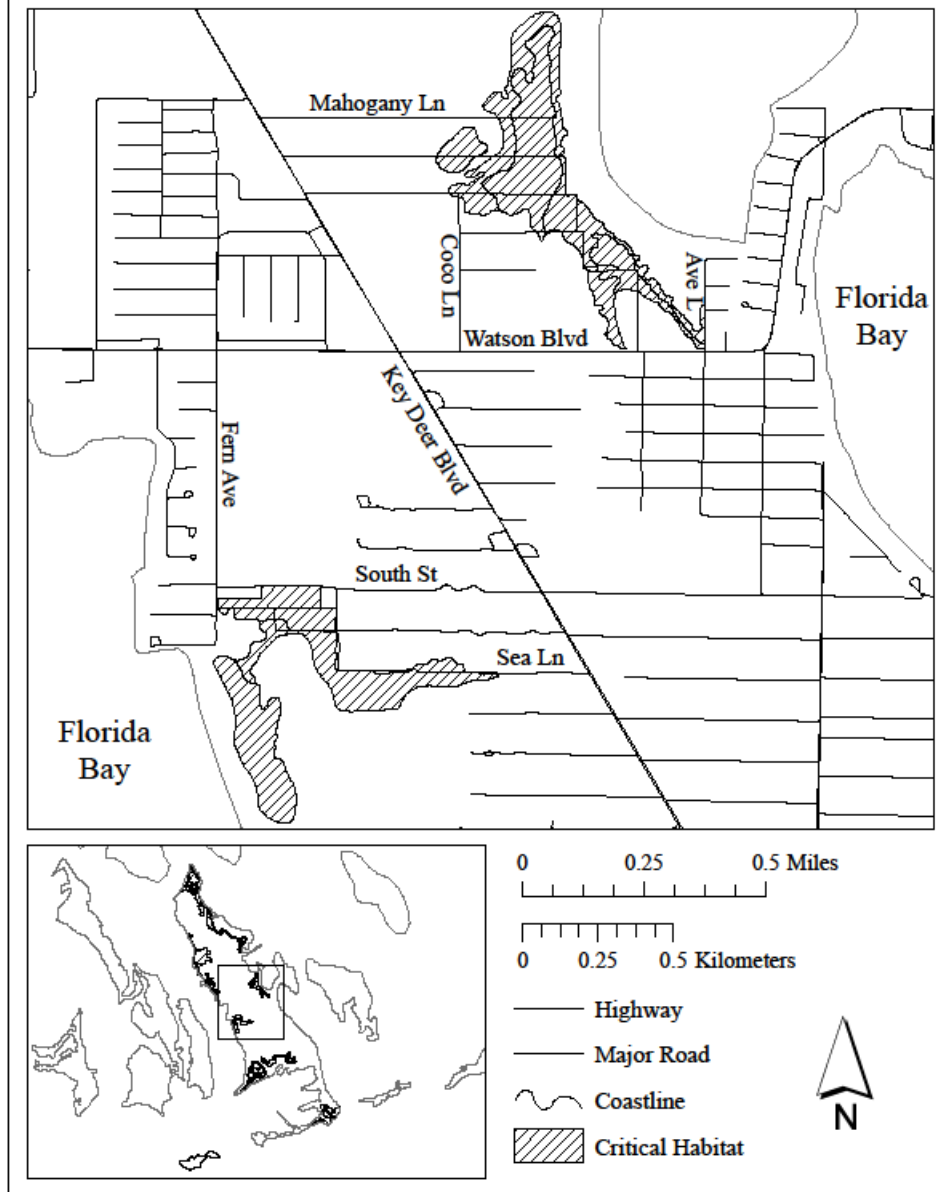 Mahogany Ln
Coco Ln
Ave L
Florida
Bay
Watson Blvd
Key Deer Blvd
Fern Ave
South St
Sea Ln
Florida
Bay
0 0.25 0.5 Miles
0 0.25 0.5 Kilometers
Highway
Major Road
Coastline
Critical Habitat
N